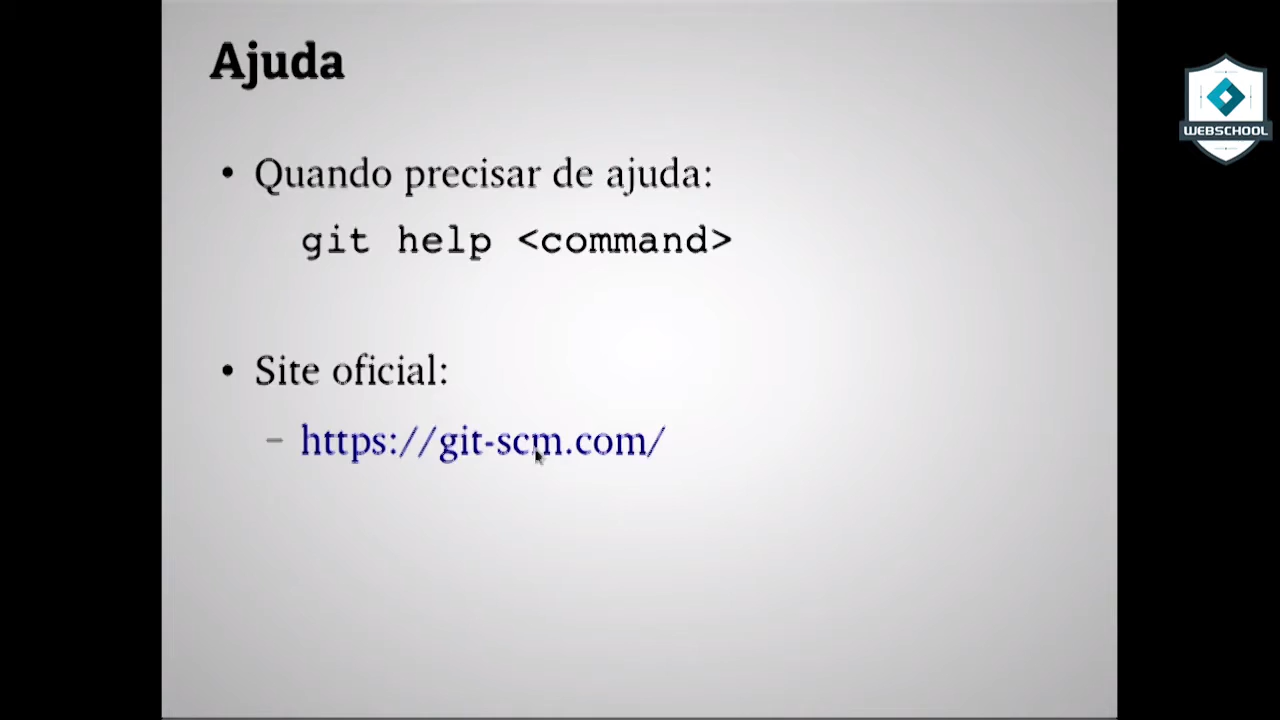 Ajuda
• Quando precisar de ajuda:
git help <command>
• Site oficial:
– https://git-scm.com/
WEBSCHOOL